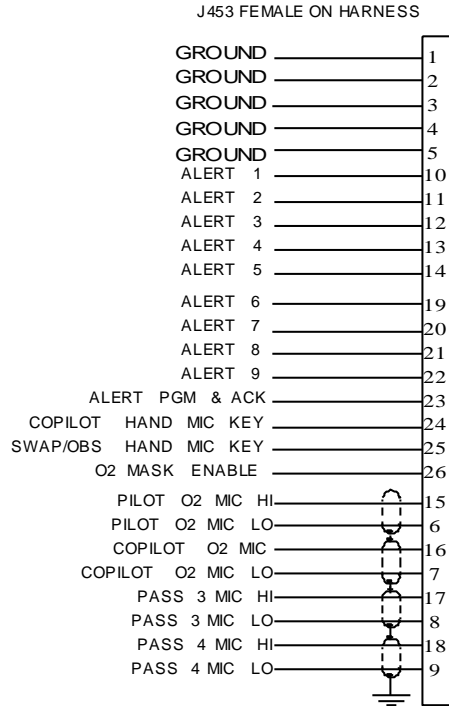 J453 FEMALE ON HARNESS
GROUND 1
GROUND 2
GROUND 3
GROUND 4
GROUND 5
ALERT 1 10
ALERT 2 11
ALERT 3 12
ALERT 4 13
ALERT 5 14
ALERT 6 19
ALERT 7 20
ALERT 8 21
ALERT 9 22
ALERT PGM & ACK 23
COPILOT HAND MIC KEY 24
SWAP/OBS HAND MIC KEY 25
O2 MASK ENABLE 26
PILOT O2 MIC HI 15
PILOT O2 MIC LO 6
COPILOT O2 MIC 16
COPILOT O2 MIC LO 7
PASS 3 MIC HI 17
PASS 3 MIC LO 8
PASS 4 MIC HI 18
PASS 4 MIC LO 9